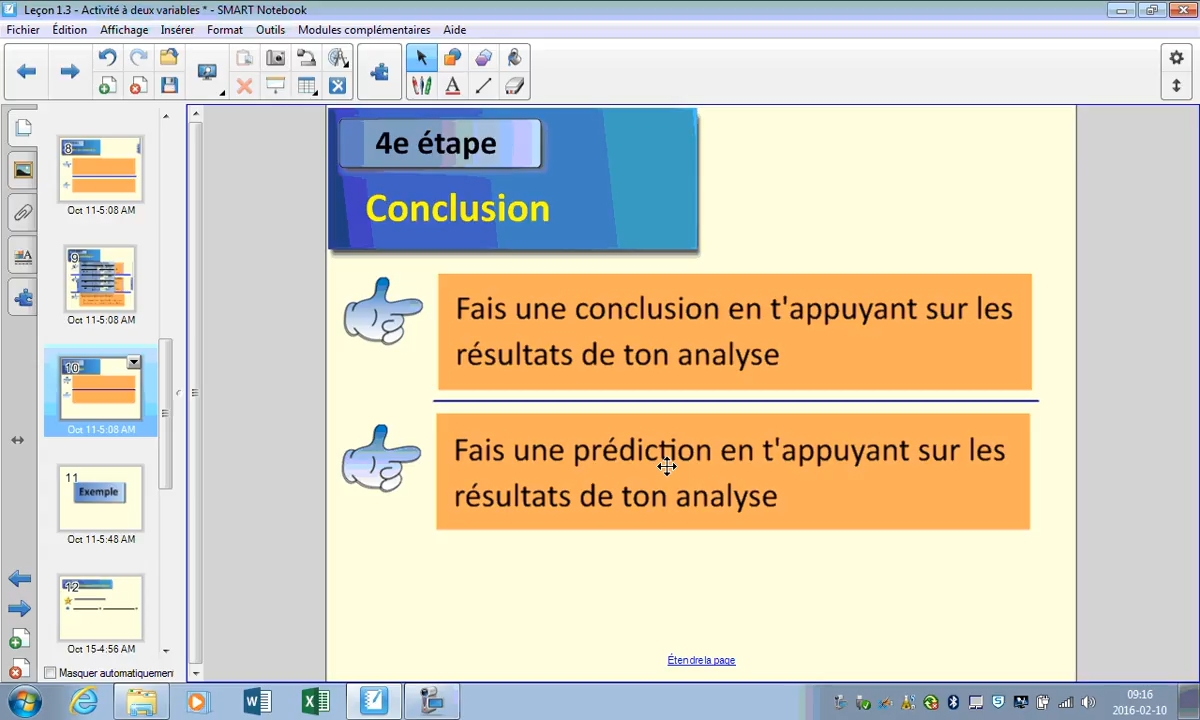 Leçon 1.3 - Activité à deux variables * - SMART Notebook
Fichier Édition Affichage Insérer Format Outils Modules complémentaires Aide
8
Oct 11-5:08 AM
9
Oct 11-5:08 AM
10
Oct 11-5:08 AM
11
Exemple
Oct 11-5:48 AM
12
Oct 15-4:56 AM
Masquer automatiquement
4e étape
Conclusion
Fais une conclusion en t'appuyant sur les
résultats de ton analyse
Fais une prédiction en t'appuyant sur les
résultats de ton analyse
Étendre la page
09:16
2016-02-10